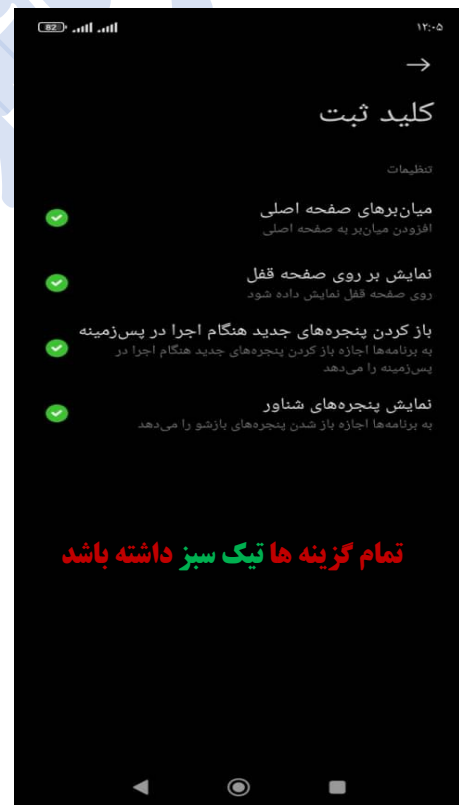 82
۱۲:۰۵
کلید ثبت
تنظیمات
میان‌برهای صفحه اصلی
افزودن میان‌بر به صفحه اصلی
نمایش بر روی صفحه قفل
روی صفحه قفل نمایش داده شود
باز کردن پنجره‌های جدید هنگام اجرا در پس‌زمینه
به برنامه‌ها اجازه باز کردن پنجره‌های جدید هنگام اجرا در
پس‌زمینه را می‌دهد
نمایش پنجره‌های شناور
به برنامه‌ها اجازه باز شدن پنجره‌های بازشو را می‌دهد
تمام گزینه ها تیک سبز داشته باشد